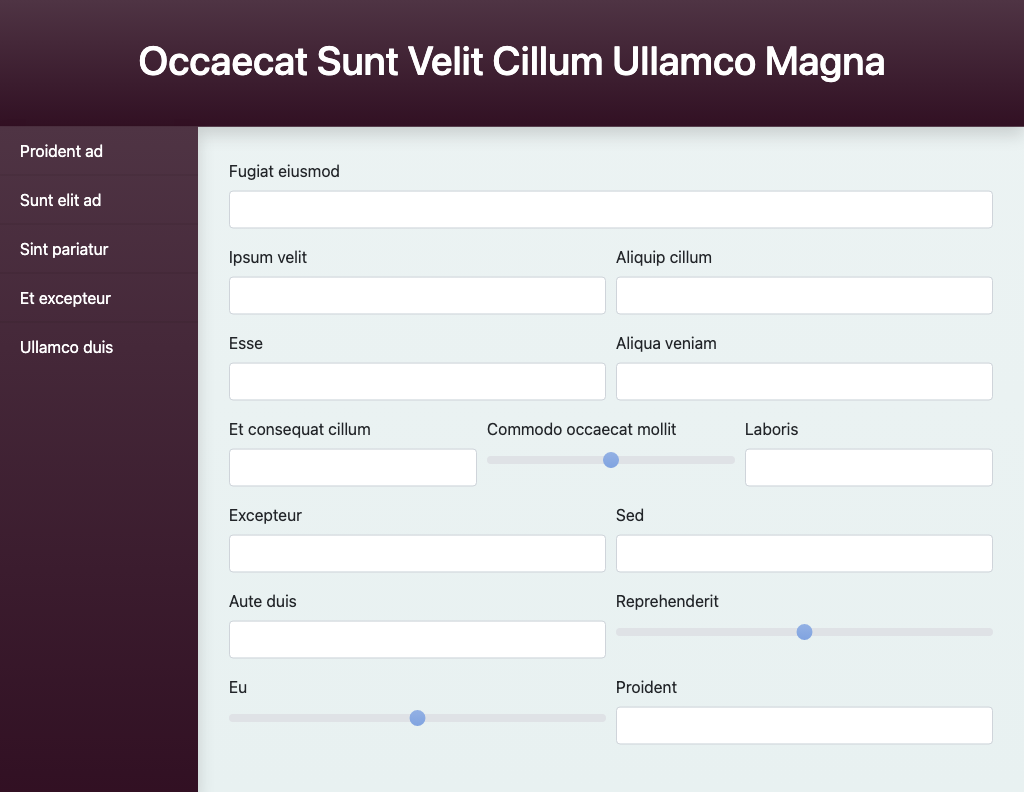 Occaecat Sunt Velit Cillum Ullamco Magna
Proident ad
Sunt elit ad
Sint pariatur
Et excepteur
Ullamco duis
Fugiat eiusmod
Ipsum velit
Aliquip cillum
Esse
Aliqua veniam
Et consequat cillum
Commodo occaecat mollit
Laboris
Excepteur
Sed
Aute duis
Reprehenderit
Eu
Proident